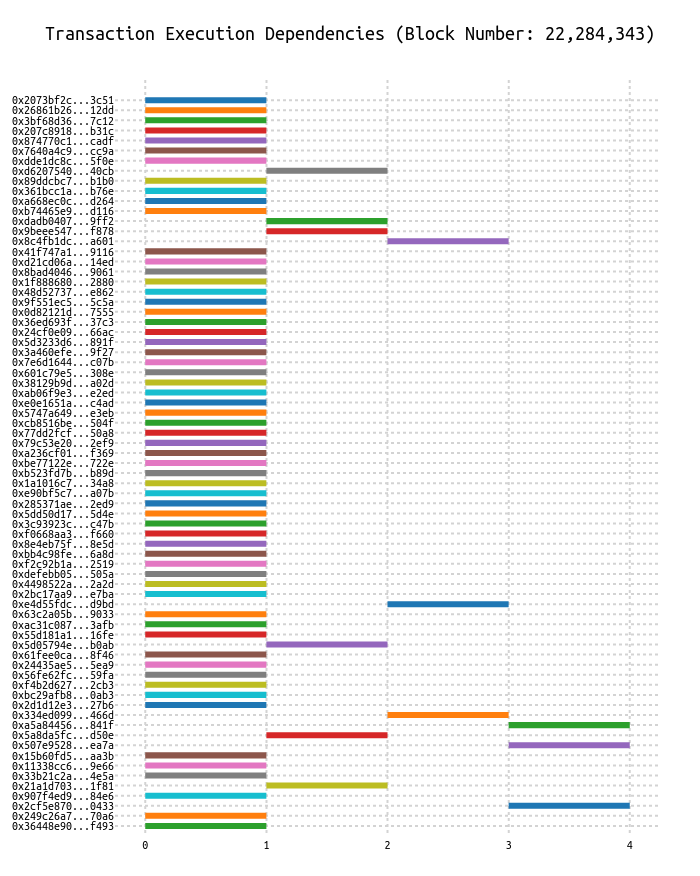 Transaction Execution Dependencies (Block Number: 22,284,343)
0x2073bf2c...3c51
0x26861b26...12dd
0x3bf68d36...7c12
0x207c8918...b31c
0x874770c1...cadf
0x7640a4c9...cc9a
0xdde1dc8c...5f0e
0xd6207540...40cb
0x89ddcbc7...b1b0
0x361bcc1a...b76e
0xa668ec0c...d264
0xb74465e9...d116
0xdadb0407...9ff2
0x9beee547...f878
0x8c4fb1dc...a601
0x41f747a1...9116
0xd21cd06a...14ed
0x8bad4046...9061
0x1f888680...2880
0x48d52737...e862
0x9f551ec5...5c5a
0x0d82121d...7555
0x36ed693f...37c3
0x24cf0e09...66ac
0x5d3233d6...891f
0x3a460efe...9f27
0x7e6d1644...c07b
0x601c79e5...308e
0x38129b9d...a02d
0xab06f9e3...e2ed
0xe0e1651a...c4ad
0x5747a649...e3eb
0xcb8516be...504f
0x77dd2fcf...50a8
0x79c53e20...2ef9
0xa236cf01...f369
0xbe77122e...722e
0xb523fd7b...b89d
0x1a1016c7...34a8
0xe90bf5c7...a07b
0x285371ae...2ed9
0x5dd50d17...5d4e
0x3c93923c...c47b
0xf0668aa3...f660
0x8e4eb75f...8e5d
0xbb4c98fe...6a8d
0xf2c92b1a...2519
0xdefebb05...505a
0x4498522a...2a2d
0x2bc17aa9...e7ba
0xe4d55fdc...d9bd
0x63c2a05b...9033
0xac31c087...3afb
0x55d181a1...16fe
0x5d05794e...b0ab
0x61fee0ca...8f46
0x24435ae5...5ea9
0x56fe62fc...59fa
0xf4b2d627...2cb3
0xbc29afb8...0ab3
0x2d1d12e3...27b6
0x334ed099...466d
0xa5a84456...841f
0x5a8da5fc...d50e
0x507e9528...ea7a
0x15b60fd5...aa3b
0x11338cc6...9e66
0x33b21c2a...4e5a
0x21a1d703...1f81
0x907f4ed9...84e6
0x2cf5e870...0433
0x249c26a7...70a6
0x36448e90...f493
0 1 2 3 4